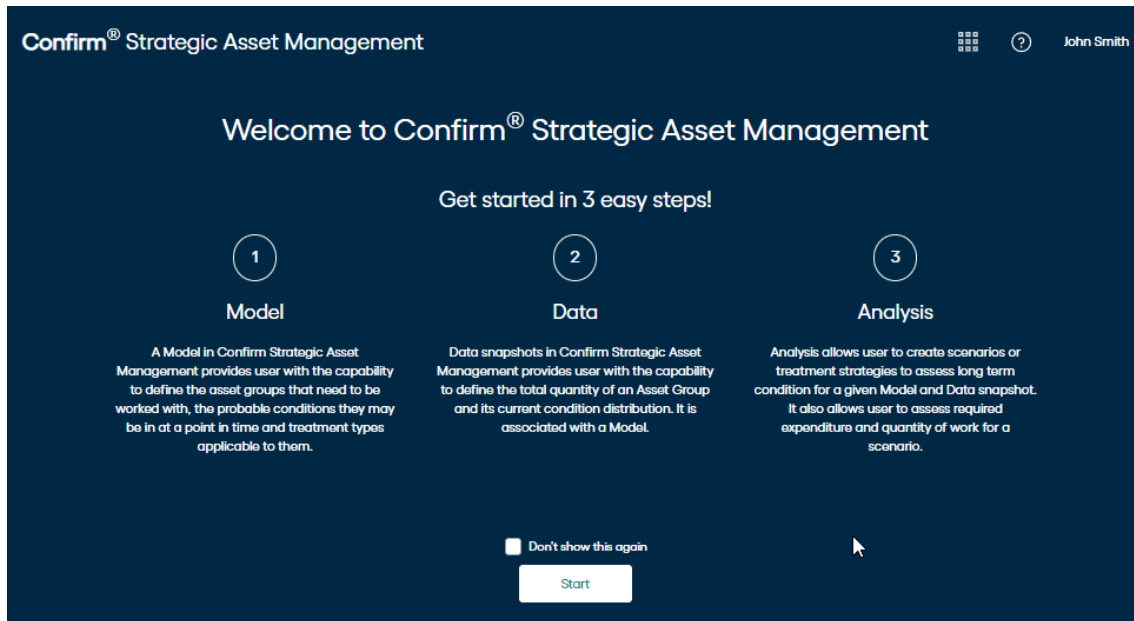 Confirm® Strategic Asset Management
John Smith
Welcome to Confirm® Strategic Asset Management
Get started in 3 easy steps!
1
Model
A Model in Confirm Strategic Asset
Management provides user with the capability
to define the asset groups that need to be
worked with, the probable conditions they may
be in at a point in time and treatment types
applicable to them.
2
Data
Data snapshots in Confirm Strategic Asset
Management provides user with the capability
to define the total quantity of an Asset Group
and its current condition distribution. It is
associated with a Model.
3
Analysis
Analysis allows user to create scenarios or
treatment strategies to assess long term
condition for a given Model and Data snapshot.
It also allows user to assess required
expenditure and quantity of work for a
scenario.
Don't show this again
Start